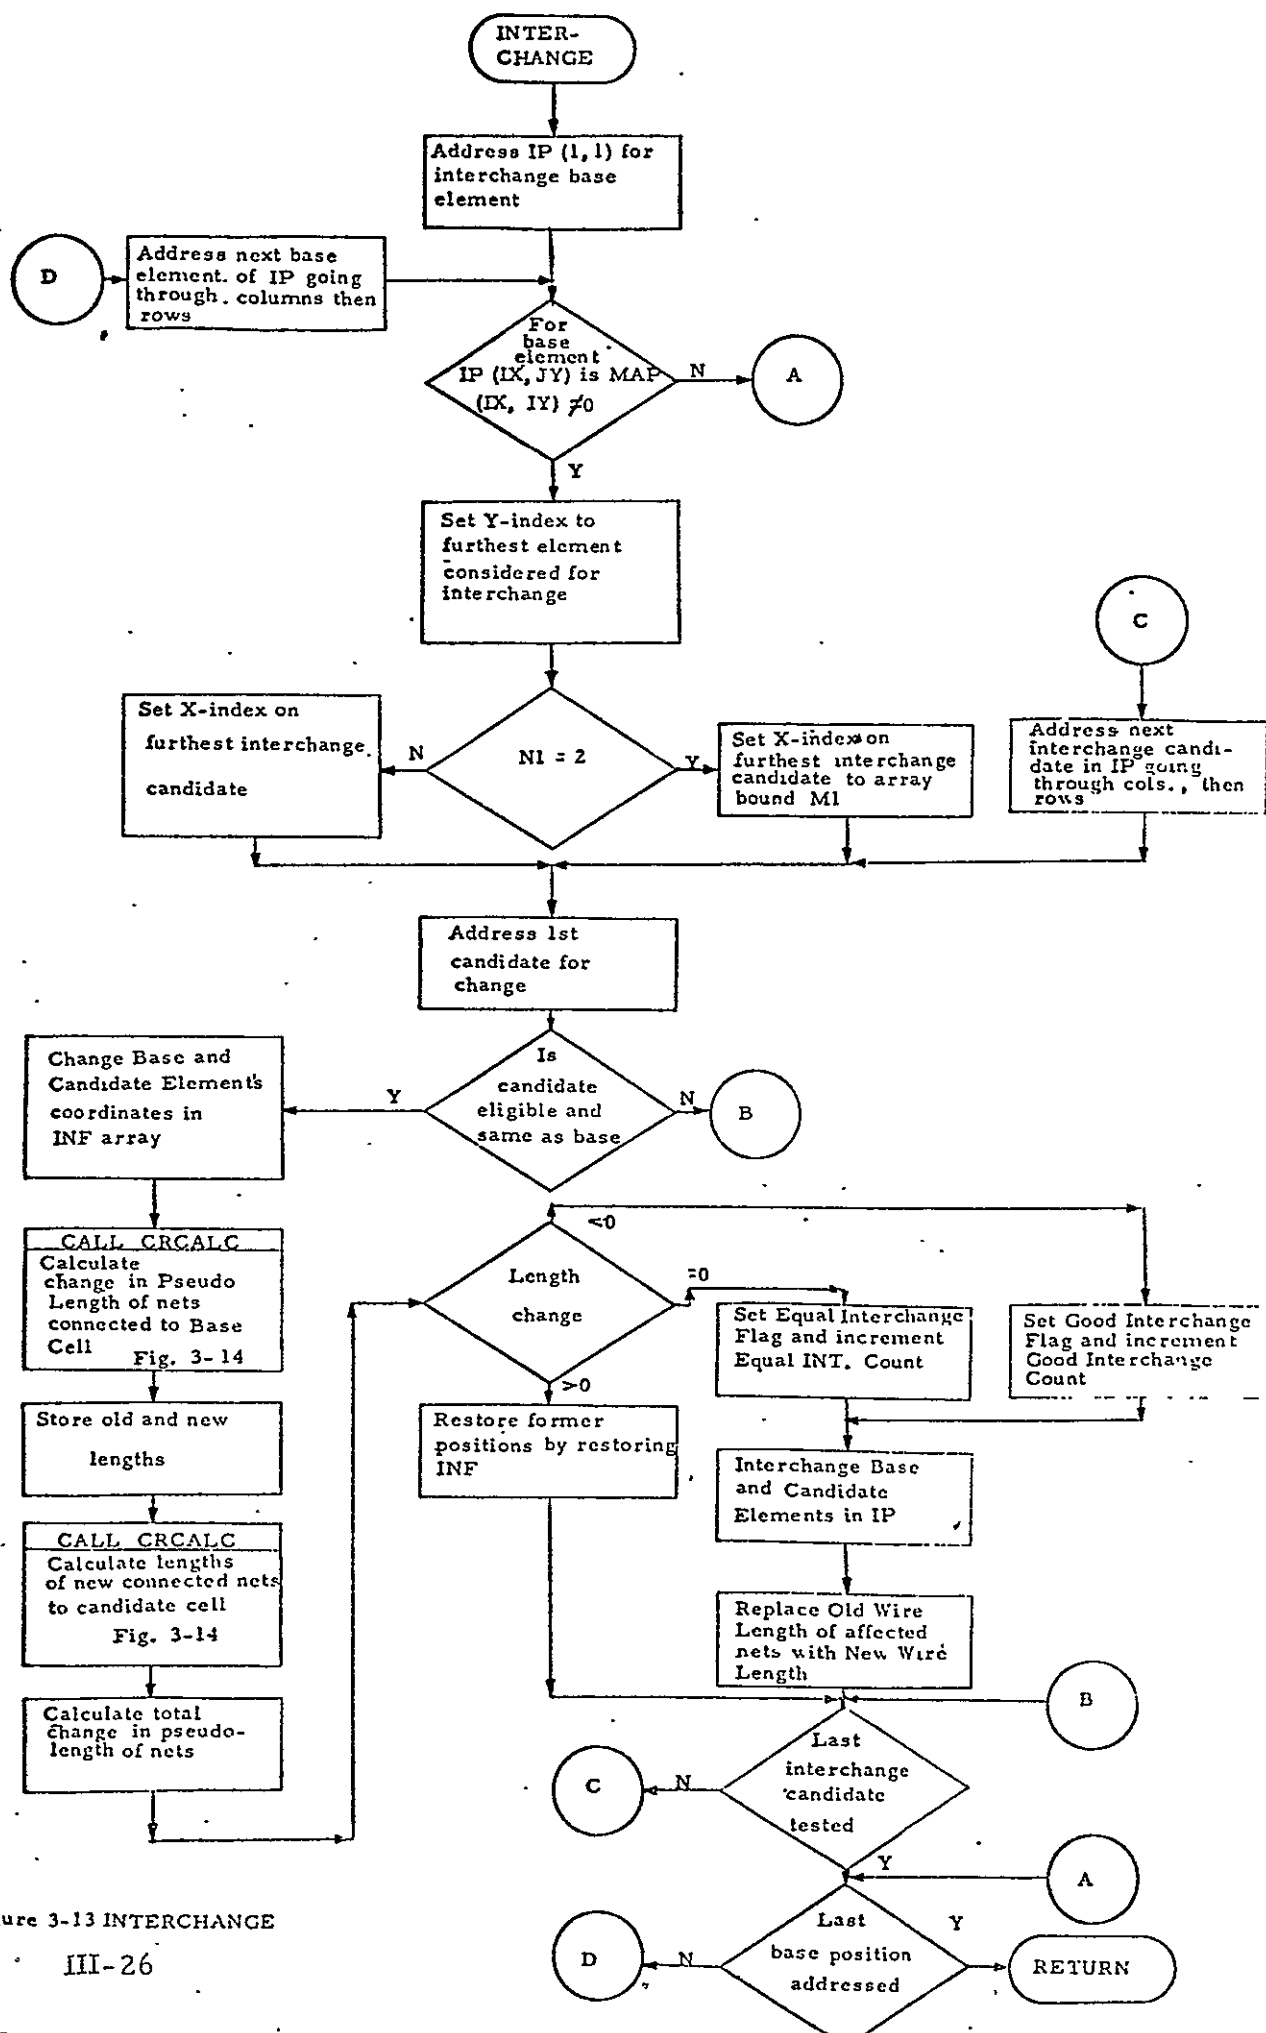 INTER-
CHANGE
Address IP (1, 1) for
interchange base
element
D
Address next base
element. of IP going
through. columns then
rows
For
base
element
IP (IX, JY) is MAP
(IX, IY) ≠0
N
A
Y
Set Y-index to
furthest element
considered for
interchange
C
Set X-index on
furthest interchange.
candidate
N
NI = 2
Y
Set X-index on
furthest interchange
candidate to array
bound M1
Address next
interchange candi-
date in IP going
through cols., then
rows
Address 1st
candidate for
change
Change Base and
Candidate Element's
coordinates in
INF array
Y
Is
candidate
eligible and
same as base
N
B
<0
CALL CRCALC
Calculate
change in Pseudo
Length of nets
connected to Base
Cell Fig. 3-14
Length
change
=0
>0
Set Equal Interchange
Flag and increment
Equal INT. Count
Set Good Interchange
Flag and increment
Good Interchange
Count
Store old and new
lengths
Restore former
positions by restoring
INF
Interchange Base
and Candidate
Elements in IP
CALL CRCALC
Calculate lengths
of new connected nets
to candidate cell
Fig. 3-14
Replace Old Wire
Length of affected
nets with New Wire
Length
B
Calculate total
change in pseudo-
length of nets
Last
interchange
candidate
tested
N
C
Y
A
Last
base position
addressed
N
D
Y
RETURN
ure 3-13 INTERCHANGE
III-26